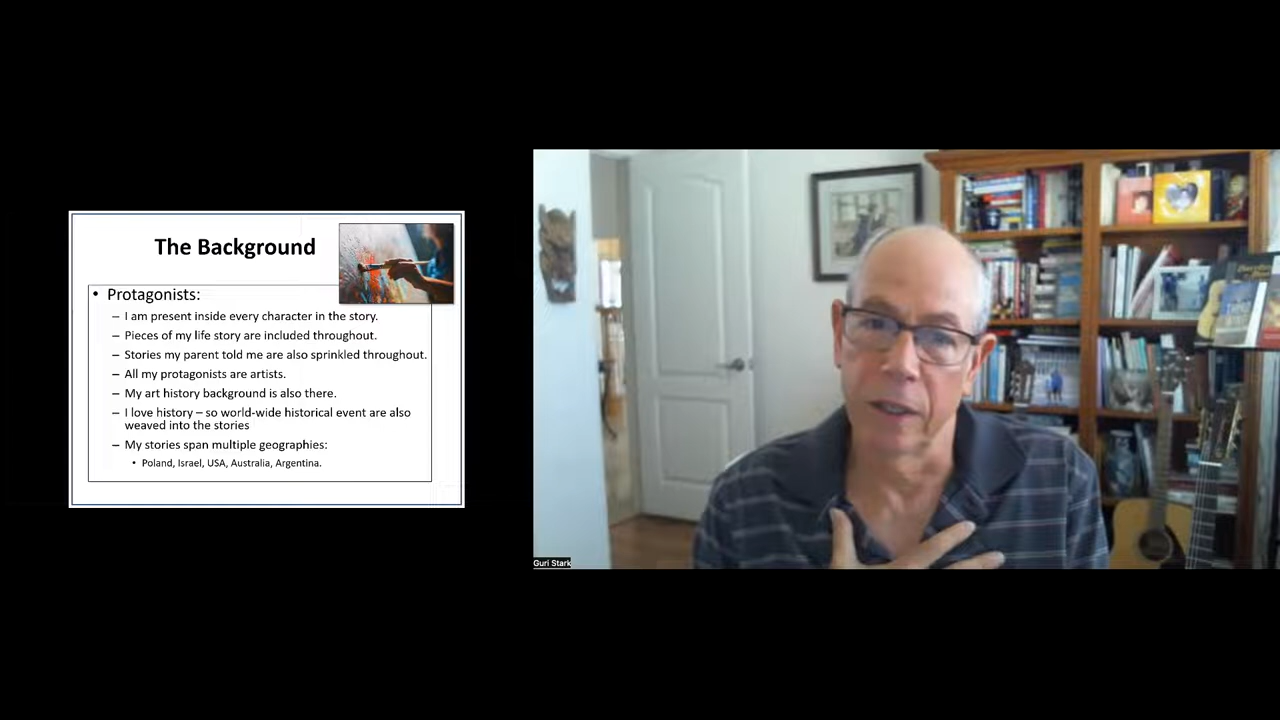 The Background
• Protagonists:
– I am present inside every character in the story.
– Pieces of my life story are included throughout.
– Stories my parent told me are also sprinkled throughout.
– All my protagonists are artists.
– My art history background is also there.
– I love history – so world-wide historical event are also
weaved into the stories
– My stories span multiple geographies:
• Poland, Israel, USA, Australia, Argentina.
Guri Stark